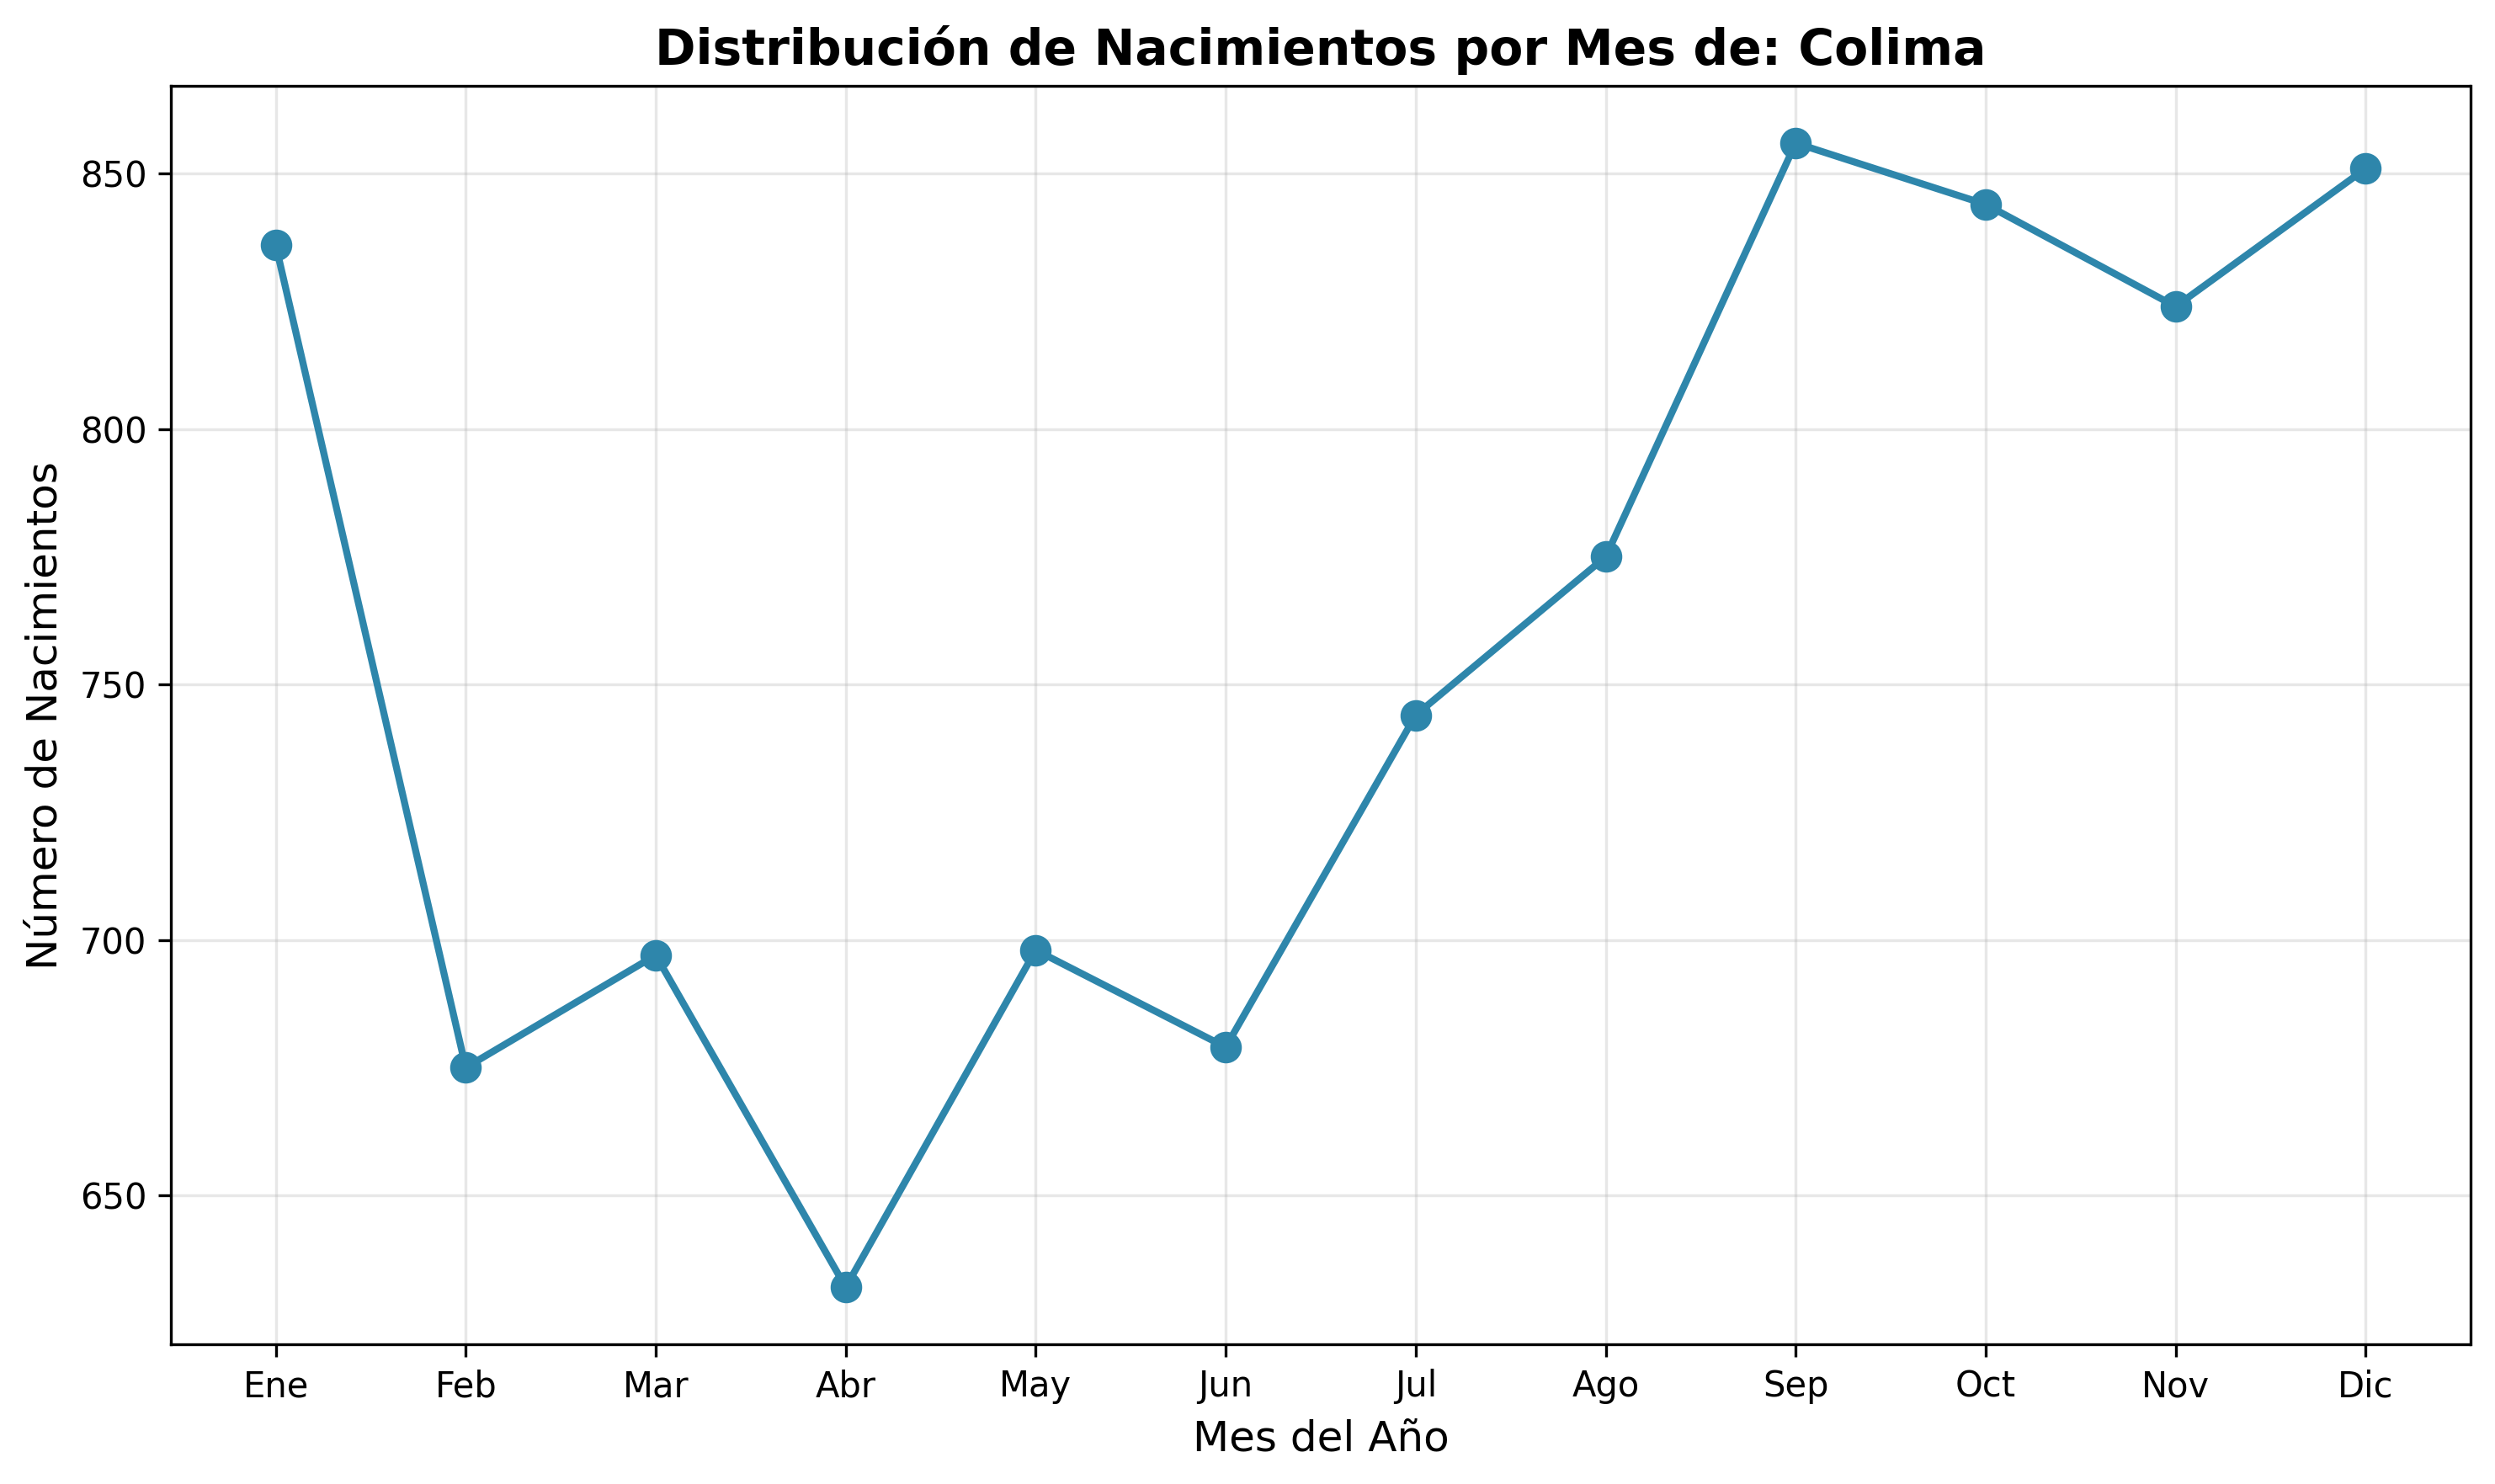 Distribución de Nacimientos por Mes de: Colima
Número de Nacimientos
850
800
750
700
650
Ene Feb Mar Abr May Jun Jul Ago Sep Oct Nov Dic
Mes del Año